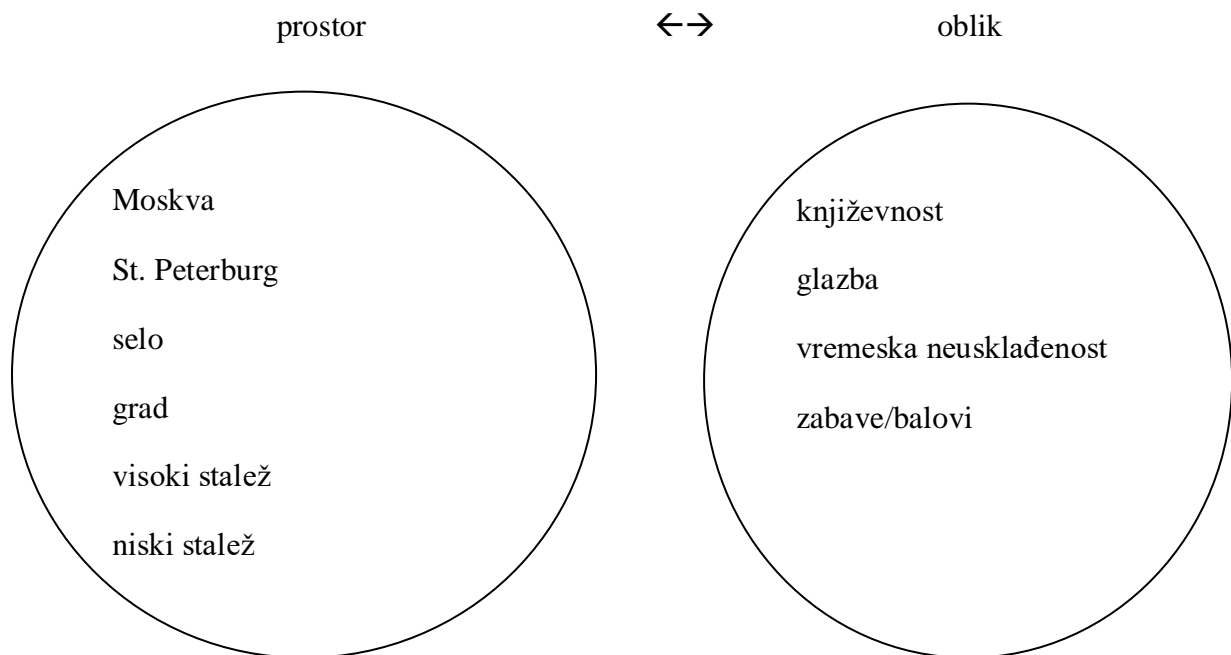 prostor ←→ oblik
Moskva
St. Peterburg
selo
grad
visoki stalež
niski stalež
književnost
glazba
vremeska neusklađenost
zabave/balovi